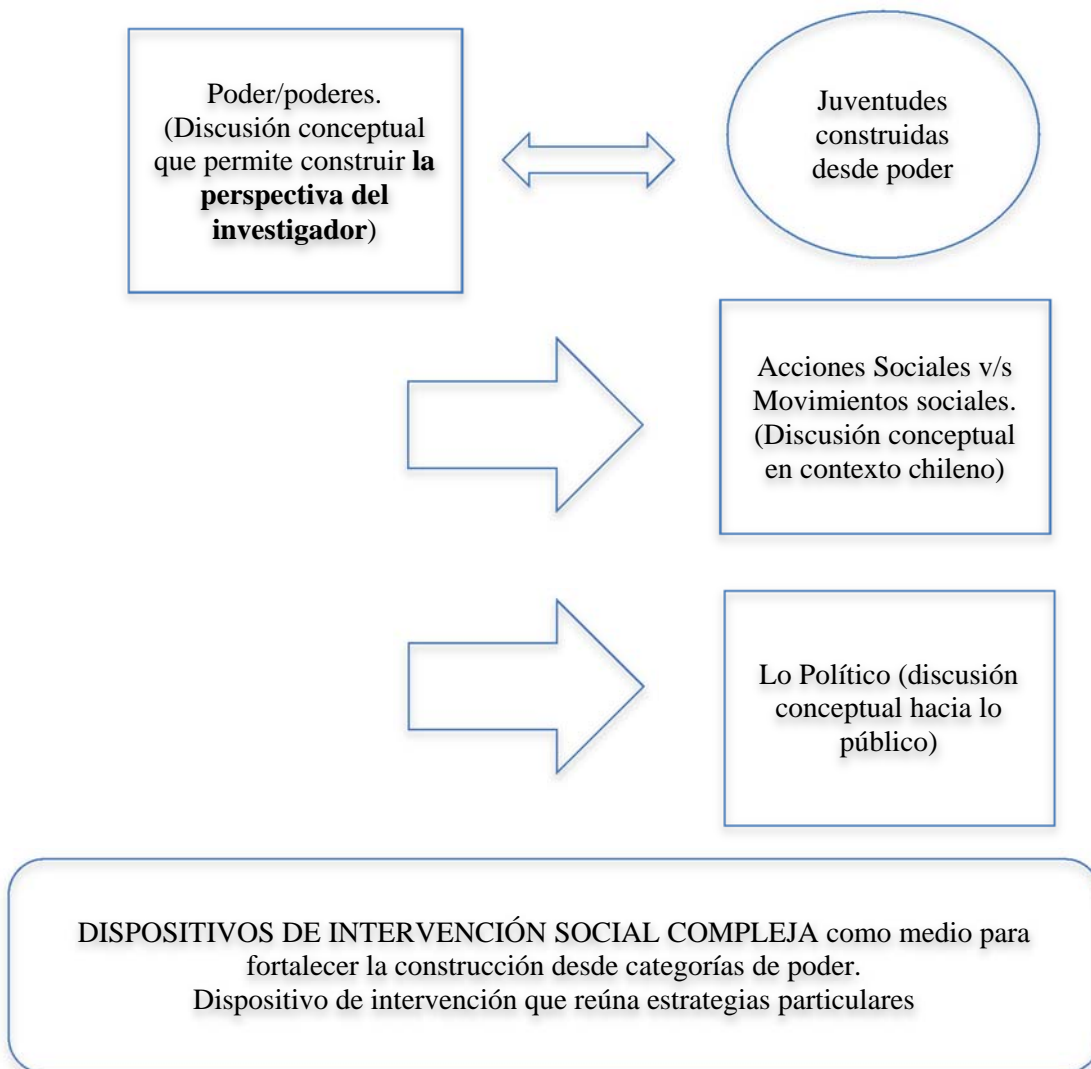 Poder/poderes.
(Discusión conceptual
que permite construir la
perspectiva del
investigador)
Juventudes
construidas
desde poder
Acciones Sociales v/s
Movimientos sociales.
(Discusión conceptual
en contexto chileno)
Lo Político (discusión
conceptual hacia lo
público)
DISPOSITIVOS DE INTERVENCIÓN SOCIAL COMPLEJA como medio para
fortalecer la construcción desde categorías de poder.
Dispositivo de intervención que reúna estrategias particulares